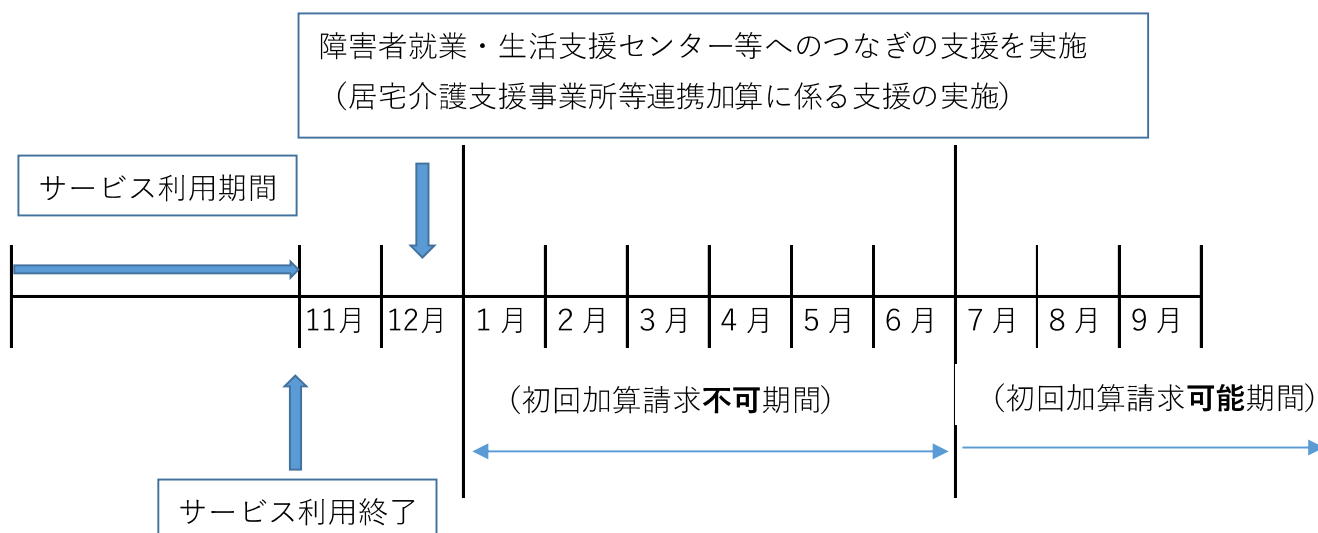 障害者就業・生活支援センター等へのつなぎの支援を実施
（居宅介護支援事業所等連携加算に係る支援の実施）
サービス利用期間
11月 12月 1月 2月 3月 4月 5月 6月 7月 8月 9月
（初回加算請求不可期間） （初回加算請求可能期間）
サービス利用終了